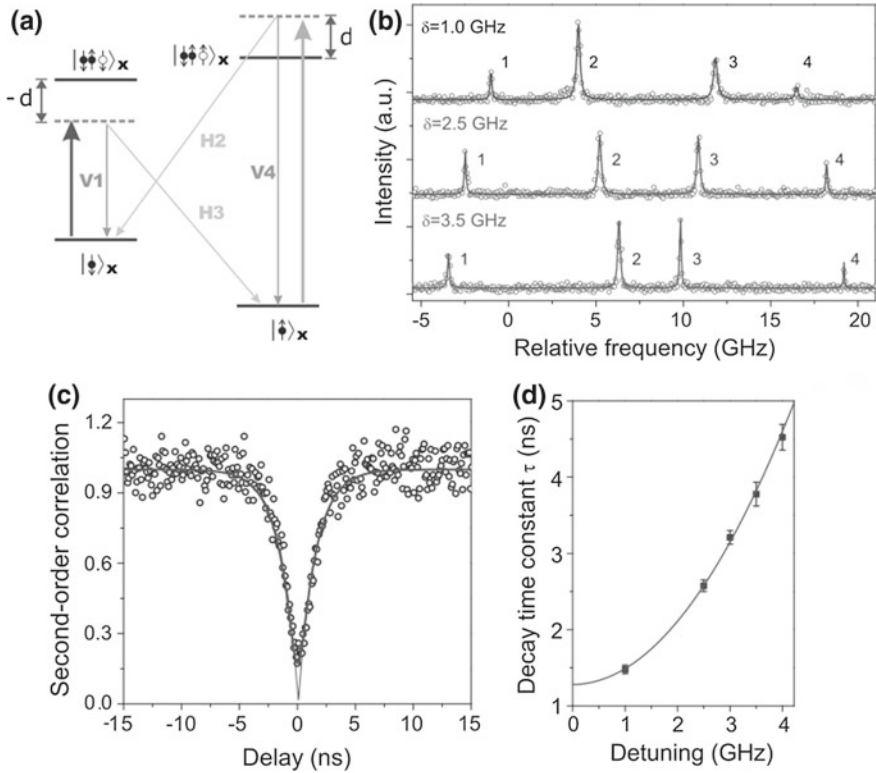 (a)
d
|↓↑○⟩x
|↓↑○⟩x
-d
H2
V1
V4
H3
|↓⟩x
|↑⟩x
(b)
δ=1.0 GHz
1
2
3
4
δ=2.5 GHz
1
2
3
4
δ=3.5 GHz
1
2
3
4
Intensity (a.u.)
-5
0
5
10
15
20
Relative frequency (GHz)
(c)
Second-order correlation
1.2
0.9
0.6
0.3
0.0
-15
-10
-5
0
5
10
15
Delay (ns)
(d)
Decay time constant τ (ns)
5
4
3
2
1
0
1
2
3
4
Detuning (GHz)